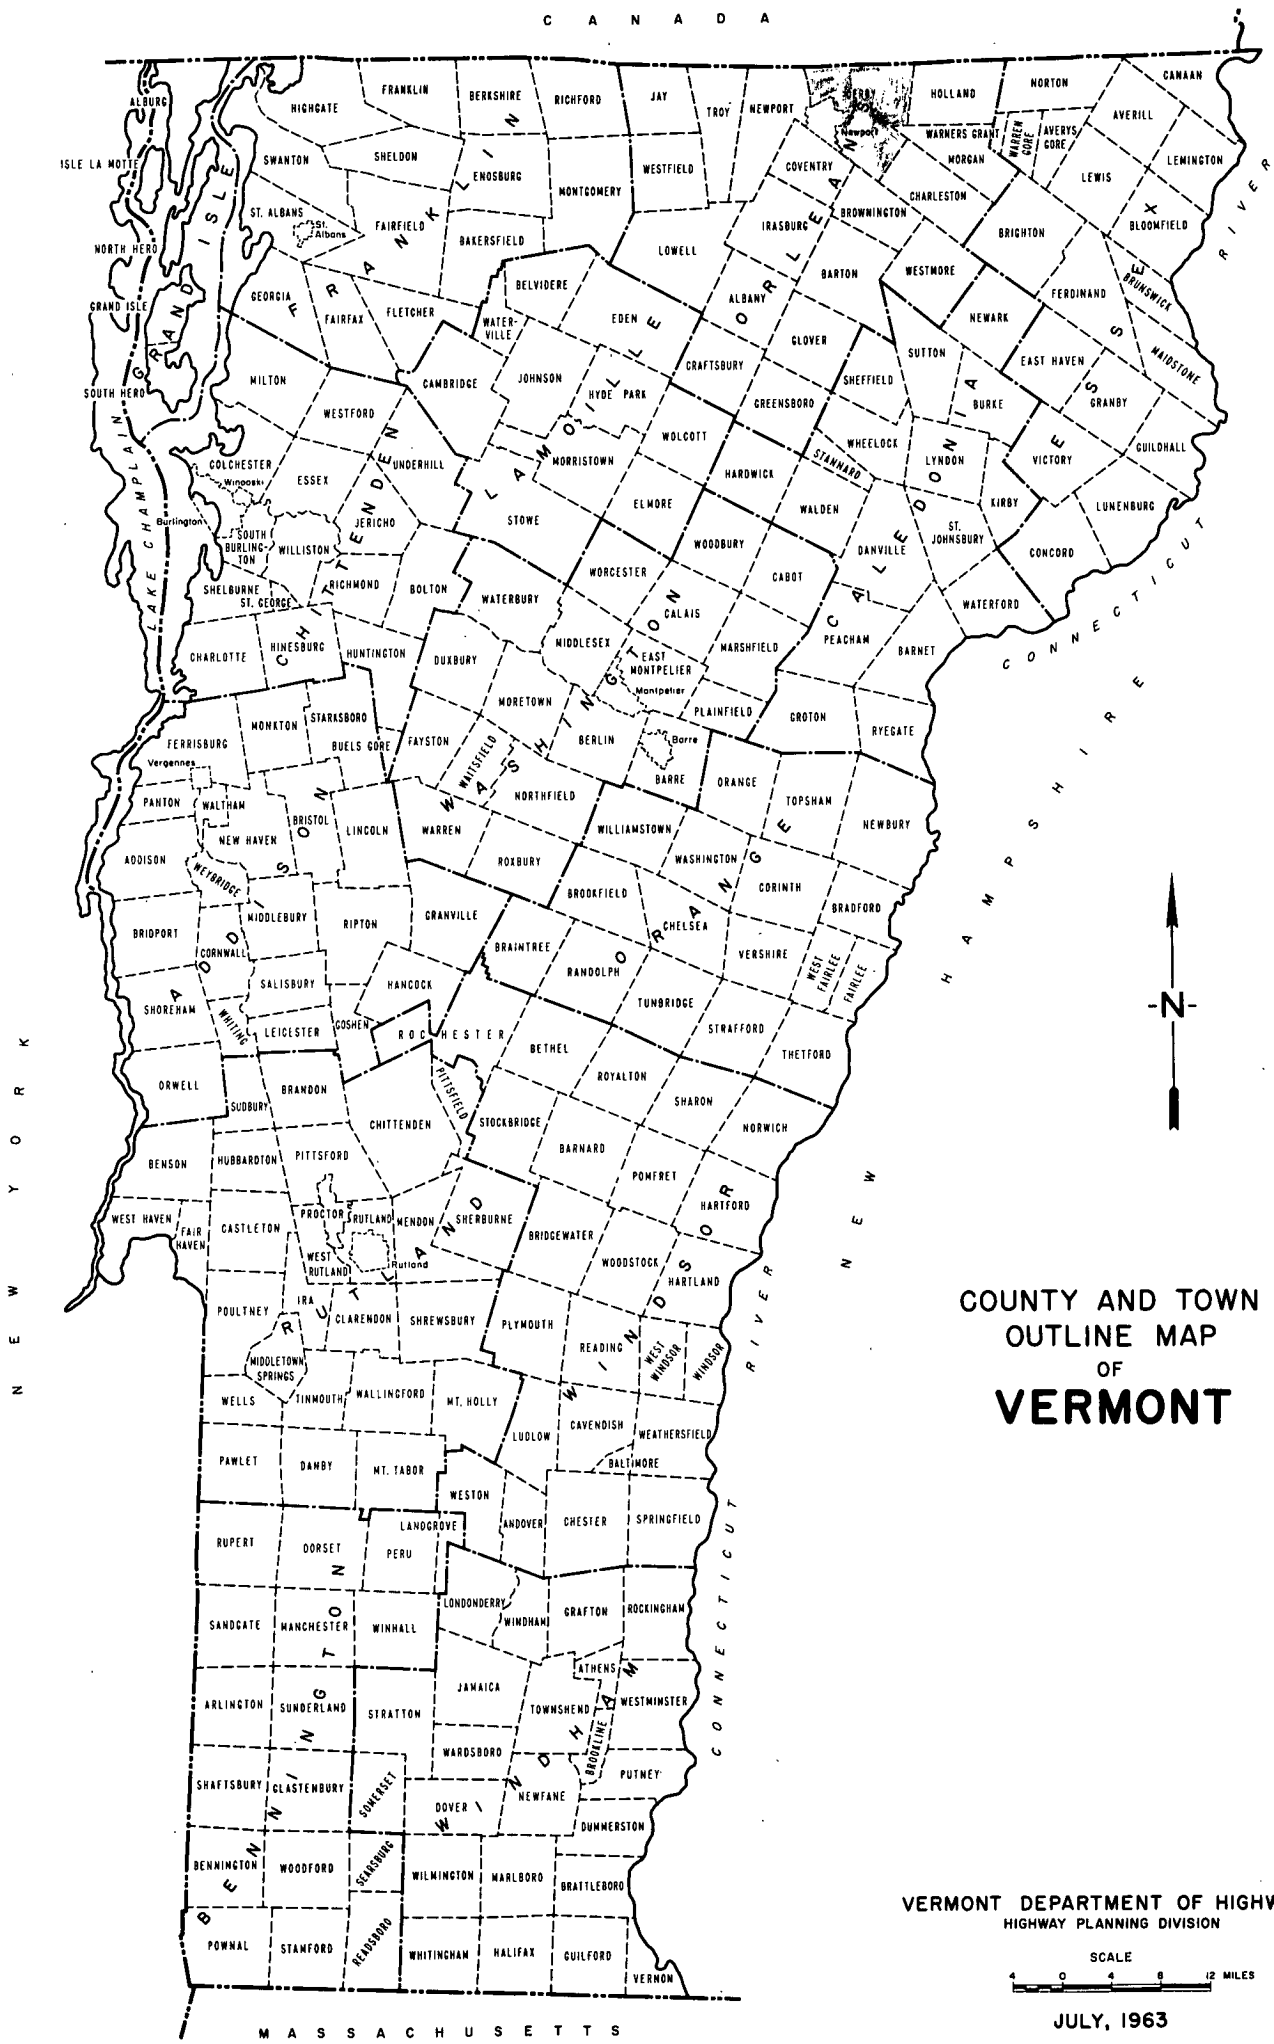 CANADA
ALBURG
HIGHGATE
FRANKLIN
BERKSHIRE
RICHFORD
JAY
TROY
NEWPORT
DERBY
HOLLAND
NORTON
CANAAN
AVERILL
ISLE LA MOTTE
SWANTON
SHELDON
ENOSBURG
MONTGOMERY
WESTFIELD
COVENTRY
Newport
WARNERS GRANT
MORGAN
WARREN GORE
AVERYS GORE
LEWIS
LEMINGTON
RIVER
NORTH HERO
ST. ALBANS
St. Albans
FAIRFIELD
BAKERSFIELD
LOWELL
IRASBURG
BROWNINGTON
CHARLESTON
BRIGHTON
BLOOMFIELD
GRAND ISLE
GRAND ISLE
FRANKLIN
ORLEANS
ESSEX
GEORGIA
FAIRFAX
FLETCHER
BELVIDERE
WATER-
VILLE
EDEN
ALBANY
BARTON
WESTMORE
NEWARK
FERDINAND
BRUNSWICK
MAIDSTONE
SOUTH HERO
MILTON
WESTFORD
CAMBRIDGE
JOHNSON
HYDE PARK
CRAFTSBURY
GLOVER
SHEFFIELD
SUTTON
BURKE
EAST HAVEN
GRANBY
GUILDHALL
LAKE CHAMPLAIN
COLCHESTER
Winooski
ESSEX
UNDERHILL
LAMOILLE
MORRISTOWN
WOLCOTT
GREENSBORO
HARDWICK
STANNARD
WHEELOCK
LYNDON
VICTORY
KIRBY
LUNENBURG
Burlington
SOUTH
BURLING-
TON
WILLISTON
JERICHO
STOWE
ELMORE
WOODBURY
WALDEN
DANVILLE
ST.
JOHNSBURY
CONCORD
CONNECTICUT
CHITTENDEN
CALEDONIA
SHELBURNE
ST. GEORGE
RICHMOND
BOLTON
WATERBURY
WORCESTER
CALAIS
CABOT
PEACHAM
WATERFORD
BARNET
CHARLOTTE
HINESBURG
HUNTINGTON
DUXBURY
MIDDLESEX
EAST
MONTPELIER
Montpelier
MARSHFIELD
PLAINFIELD
GROTON
RYEGATE
WASHINGTON
FERRISBURG
Vergennes
MONKTON
STARKSBORO
BUELS GORE
FAYSTON
WAITSFIELD
MORETOWN
BERLIN
Barre
BARRE
ORANGE
TOPSHAM
NEWBURY
PANTON
WALTHAM
NEW HAVEN
BRISTOL
LINCOLN
WARREN
NORTHFIELD
ROXBURY
WILLIAMSTOWN
WASHINGTON
CORINTH
BRADFORD
ADDISON
WEYBRIDGE
ADDISON
ORANGE
BRIDPORT
CORNWALL
MIDDLEBURY
RIPTON
GRANVILLE
BRAINTREE
BROOKFIELD
CHELSEA
VERSHIRE
WEST FAIRLEE
FAIRLEE
RANDOLPH
SHOREHAM
WHITING
SALISBURY
LEICESTER
GOSHEN
HANCOCK
ROCHESTER
TUNBRIDGE
STRAFFORD
THETFORD
-N-
ORWELL
SUDBURY
BRANDON
CHITTENDEN
PITTSFIELD
STOCKBRIDGE
BETHEL
ROYALTON
SHARON
NORWICH
NEW HAMPSHIRE
NEW YORK
BENSON
HUBBARDTON
PITTSFORD
BARNARD
POMFRET
HARTFORD
WEST HAVEN
FAIR
HAVEN
CASTLETON
PROCTOR
RUTLAND
MENDON
SHERBURNE
BRIDGEWATER
WOODSTOCK
HARTLAND
WEST
RUTLAND
Rutland
RUTLAND
WINDSOR
POULTNEY
IRA
CLARENDON
SHREWSBURY
PLYMOUTH
READING
WEST WINDSOR
WINDSOR
RIVER
MIDDLETOWN
SPRINGS
WELLS
TINMOUTH
WALLINGFORD
MT. HOLLY
LUDLOW
CAVENDISH
WEATHERSFIELD
BALTIMORE
PAWLET
DANBY
MT. TABOR
WESTON
ANDOVER
CHESTER
SPRINGFIELD
RUPERT
DORSET
PERU
LANDGROVE
LONDONDERRY
WINDHAM
GRAFTON
ROCKINGHAM
CONNECTICUT
SANDGATE
MANCHESTER
WINHALL
ATHENS
ARLINGTON
SUNDERLAND
STRATTON
JAMAICA
TOWNSHEND
BROOKLINE
WESTMINSTER
BENNINGTON
WINDHAM
SHAFTSBURY
GLASTENBURY
SOMERSET
WARDSBORO
DOVER
NEWFANE
PUTNEY
DUMMERSTON
BENNINGTON
WOODFORD
SEARSBURG
WILMINGTON
MARLBORO
BRATTLEBORO
POWNAL
STAMFORD
READSBORO
WHITINGHAM
HALIFAX
GUILFORD
VERNON
MASSACHUSETTS
COUNTY AND TOWN
OUTLINE MAP
OF
VERMONT
VERMONT DEPARTMENT OF HIGHW
HIGHWAY PLANNING DIVISION
SCALE
4 0 4 8 12 MILES
JULY, 1963